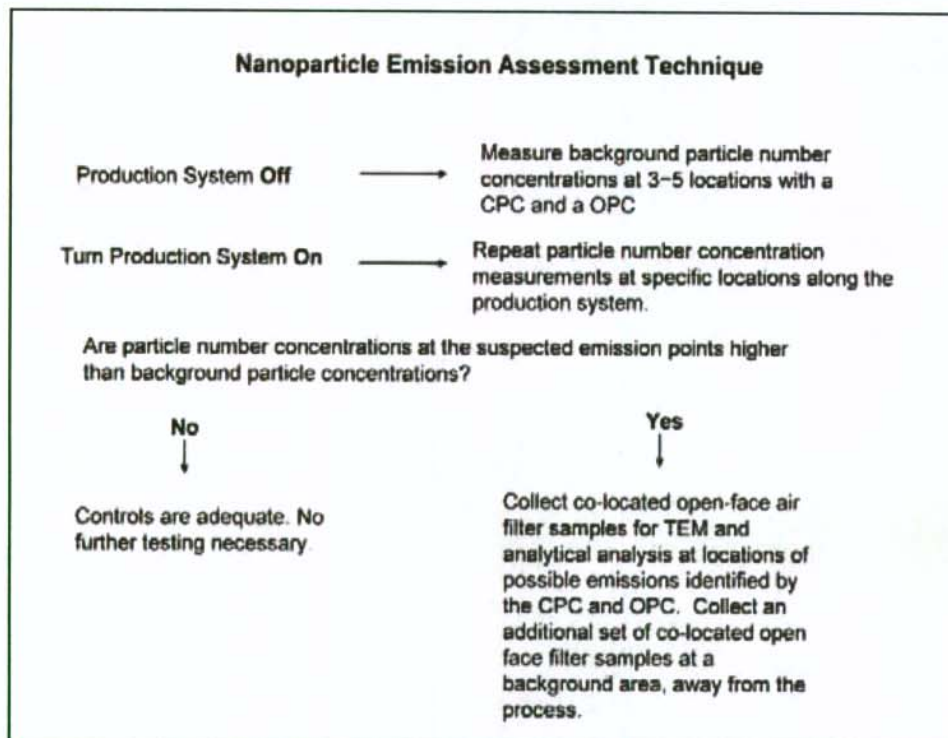 Nanoparticle Emission Assessment Technique
Production System Off
Measure background particle number
concentrations at 3-5 locations with a
CPC and a OPC
Turn Production System On
Repeat particle number concentration
measurements at specific locations along the
production system.
Are particle number concentrations at the suspected emission points higher
than background particle concentrations?
No
Controls are adequate. No
further testing necessary
Yes
Collect co-located open-face air
filter samples for TEM and
analytical analysis at locations of
possible emissions identified by
the CPC and OPC. Collect an
additional set of co-located open
face filter samples at a
background area, away from the
process.